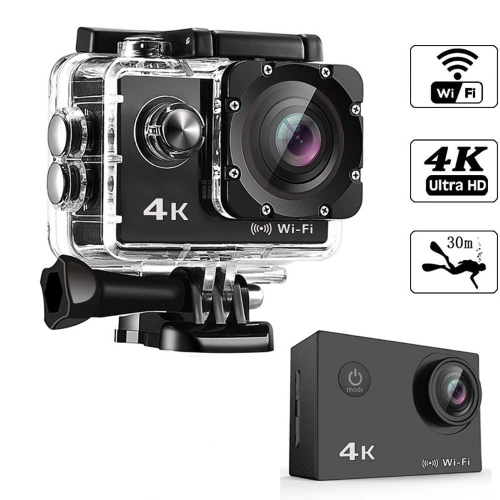 Wi Fi
4K
Ultra HD
30m
4K
((•)) Wi-Fi
mode
4K
((•)) Wi-Fi